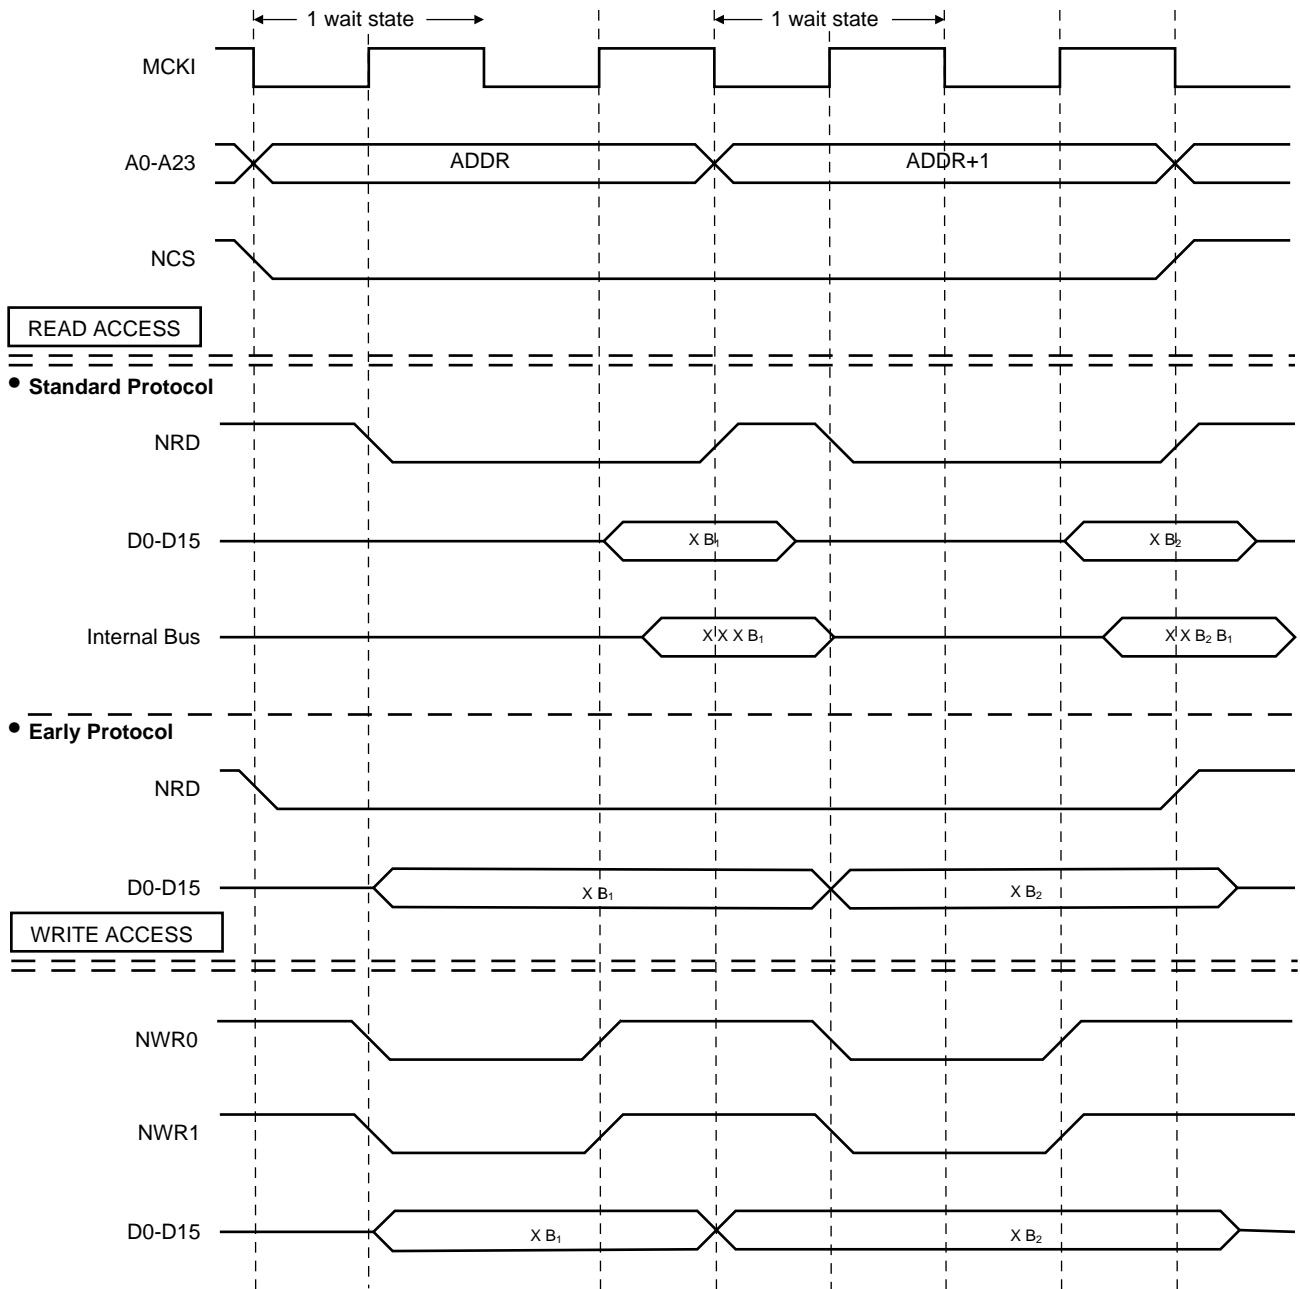 1 wait state 1 wait state
MCKI
A0-A23 ADDR ADDR+1
NCS
READ ACCESS
• Standard Protocol
NRD
D0-D15 X B₁ X B₂
Internal Bus X X X B₁ X X B₂ B₁
• Early Protocol
NRD
D0-D15 X B₁ X B₂
WRITE ACCESS
NWR0
NWR1
D0-D15 X B₁ X B₂